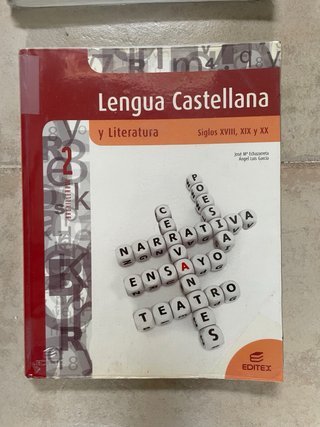 Lengua Castellana
y Literatura
Siglos XVIII, XIX y XX
José Mª Echazarreta
Ángel Luis García
2
POESÍA
CERVANTES
NARRATIVA
ENSAYO
TEATRO
EDITEX